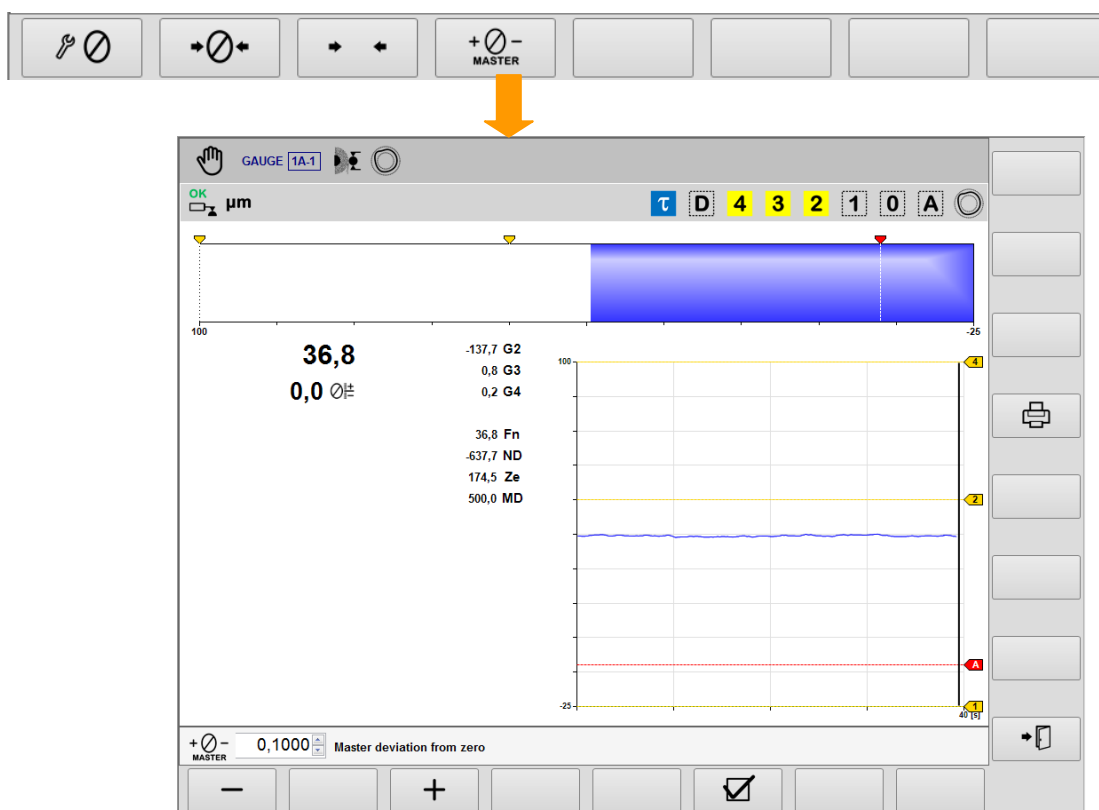 MASTER
GAUGE 1A-1
OK
µm
τ D 4 3 2 1 0 A
100 -25
36,8
0,0
-137,7 G2
0,8 G3
0,2 G4
36,8 Fn
-637,7 ND
174,5 Ze
500,0 MD
100
4
2
A
-25
1
40 [s]
+ - MASTER 0,1000 Master deviation from zero